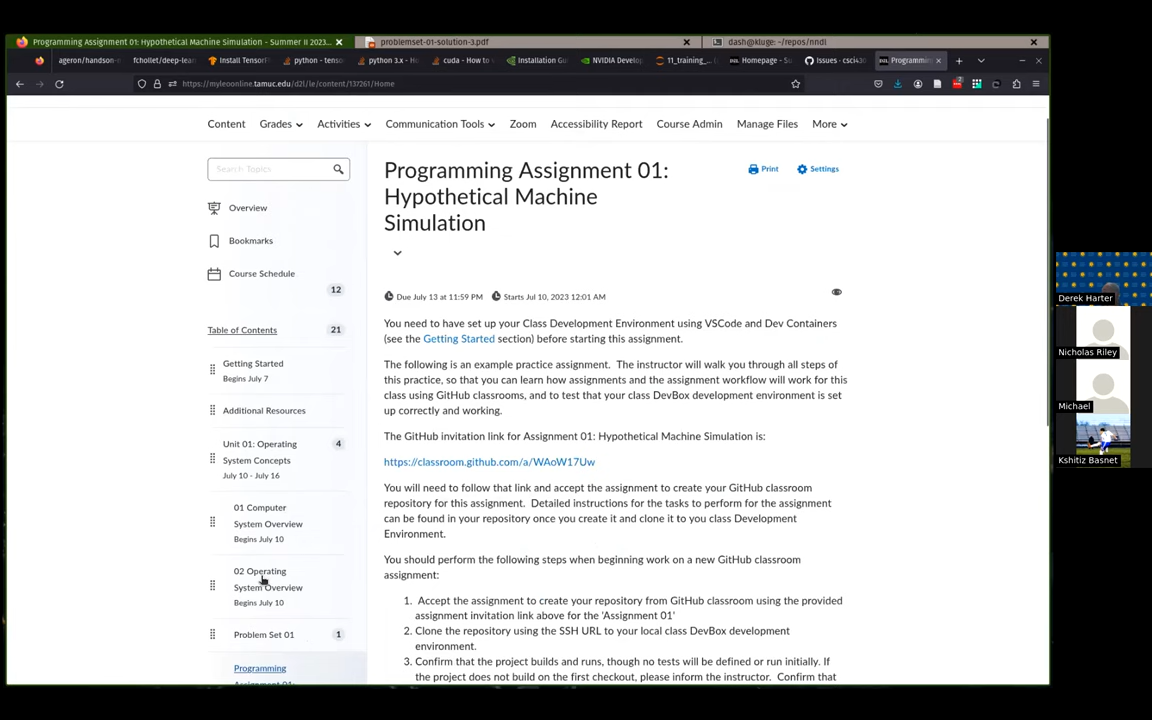 Programming Assignment 01: Hypothetical Machine Simulation - Summer II 2023...
problemset-01-solution-3.pdf
dash@kluge: ~/repos/nndl
ageron/handson-
fchollet/deep-lear
Install TensorF
python - tenso
python 3.x - Ho
cuda - How to
Installation Gu
NVIDIA Develop
11_training_...
Homepage - Su
Issues · csci430
Programmin
https://myleoonline.tamuc.edu/d2l/le/content/137261/Home
Content
Grades
Activities
Communication Tools
Zoom
Accessibility Report
Course Admin
Manage Files
More
Search Topics
Overview
Bookmarks
Course Schedule
12
Table of Contents
21
Getting Started
Begins July 7
Additional Resources
Unit 01: Operating
System Concepts
4
July 10 - July 16
01 Computer
System Overview
Begins July 10
02 Operating
System Overview
Begins July 10
Problem Set 01
1
Programming
Assignment 01:
Programming Assignment 01:
Hypothetical Machine
Simulation
Print
Settings
Due July 13 at 11:59 PM
Starts Jul 10, 2023 12:01 AM
You need to have set up your Class Development Environment using VSCode and Dev Containers
(see the Getting Started section) before starting this assignment.
The following is an example practice assignment. The instructor will walk you through all steps of
this practice, so that you can learn how assignments and the assignment workflow will work for this
class using GitHub classrooms, and to test that your class DevBox development environment is set
up correctly and working.
The GitHub invitation link for Assignment 01: Hypothetical Machine Simulation is:
https://classroom.github.com/a/WAoW17Uw
You will need to follow that link and accept the assignment to create your GitHub classroom
repository for this assignment. Detailed instructions for the tasks to perform for the assignment
can be found in your repository once you create it and clone it to you class Development
Environment.
You should perform the following steps when beginning work on a new GitHub classroom
assignment:
1. Accept the assignment to create your repository from GitHub classroom using the provided
assignment invitation link above for the 'Assignment 01'
2. Clone the repository using the SSH URL to your local class DevBox development
environment.
3. Confirm that the project builds and runs, though no tests will be defined or run initially. If
the project does not build on the first checkout, please inform the instructor. Confirm that
Derek Harter
Nicholas Riley
Michael
Kshitiz Basnet